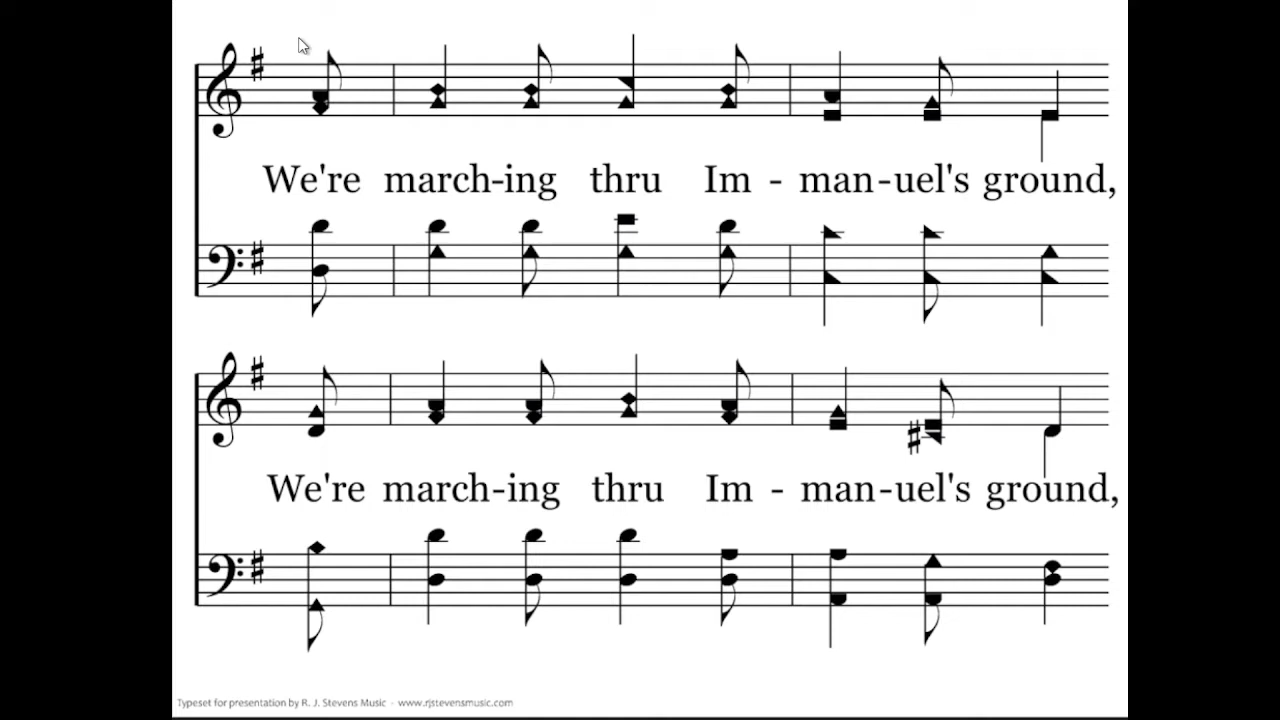 We're march-ing thru Im - man-uel's ground,
We're march-ing thru Im - man-uel's ground,
Typeset for presentation by R. J. Stevens Music - www.rjstevensmusic.com